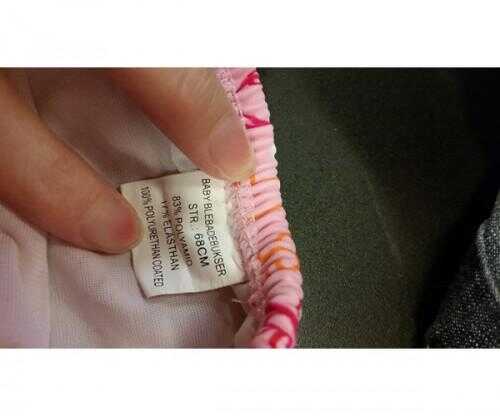 BABY BLEBADEBUKSER
STR.: 68CM
83% POLYAMID
17% ELASTHAN
100% POLYURETHAN COATED